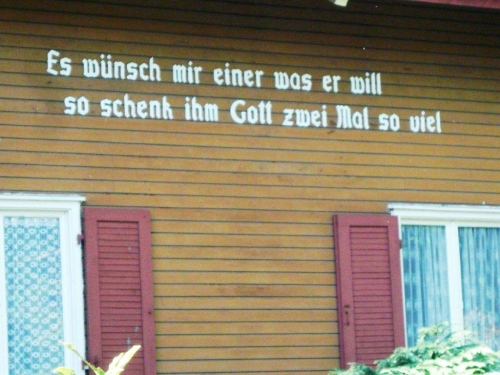 Es wünsch mir einer was er will
so schenk ihm Gott zwei Mal so viel